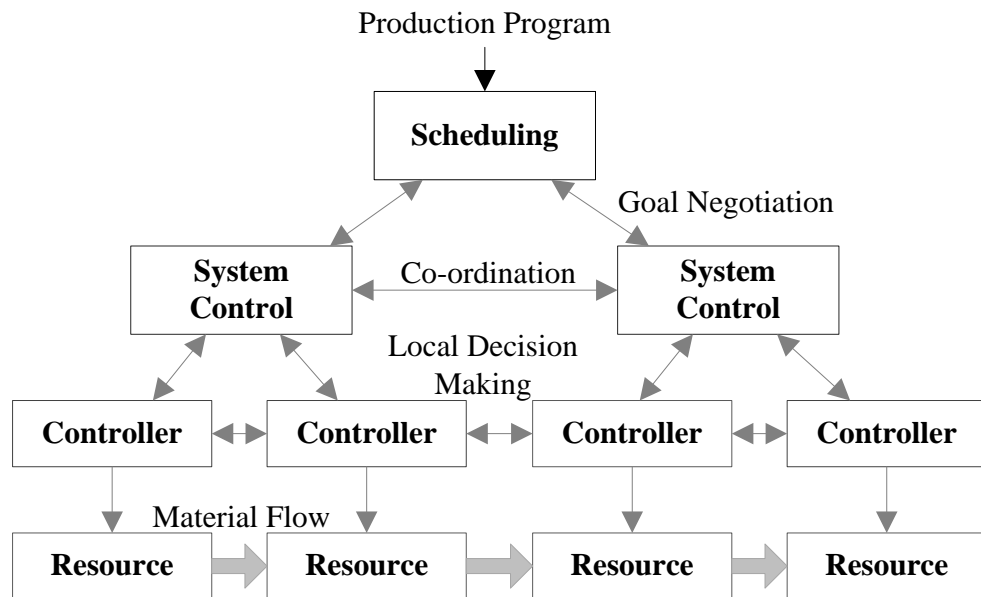 Production Program
Scheduling
Goal Negotiation
System
Control
Co-ordination
System
Control
Local Decision
Making
Controller
Controller
Controller
Controller
Material Flow
Resource
Resource
Resource
Resource